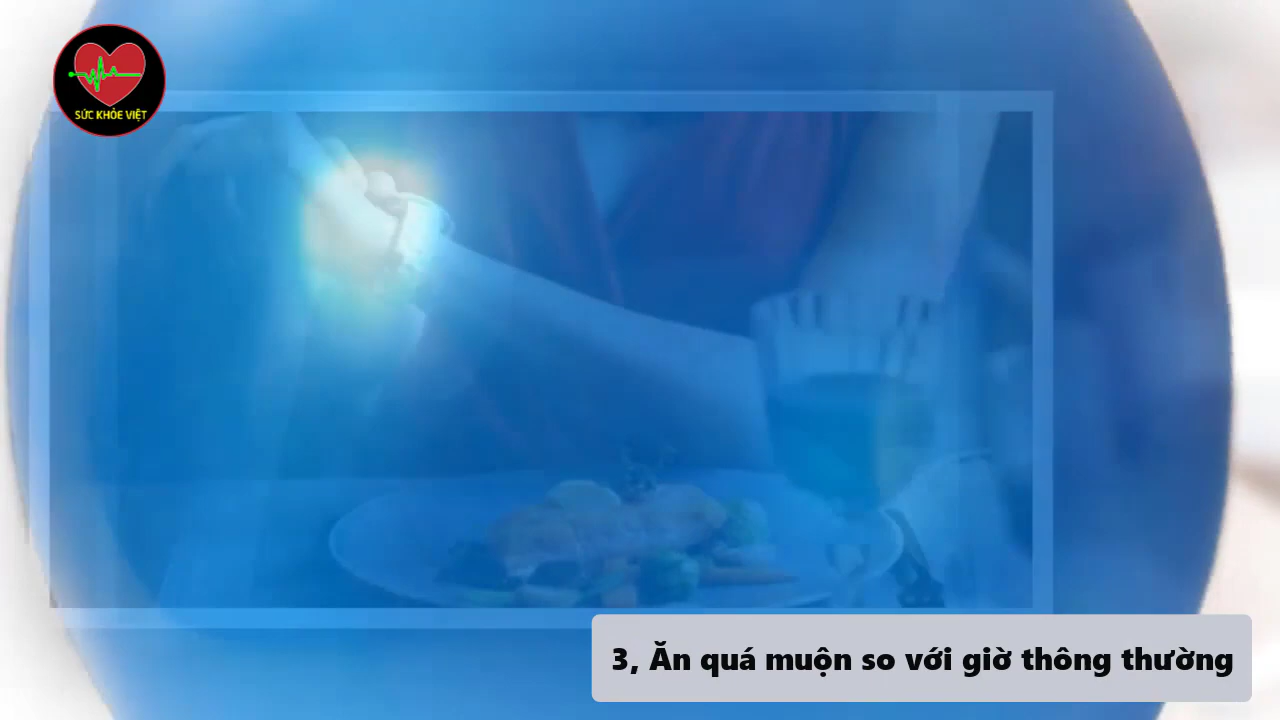 SỨC KHỎE VIỆT
3, Ăn quá muộn so với giờ thông thường